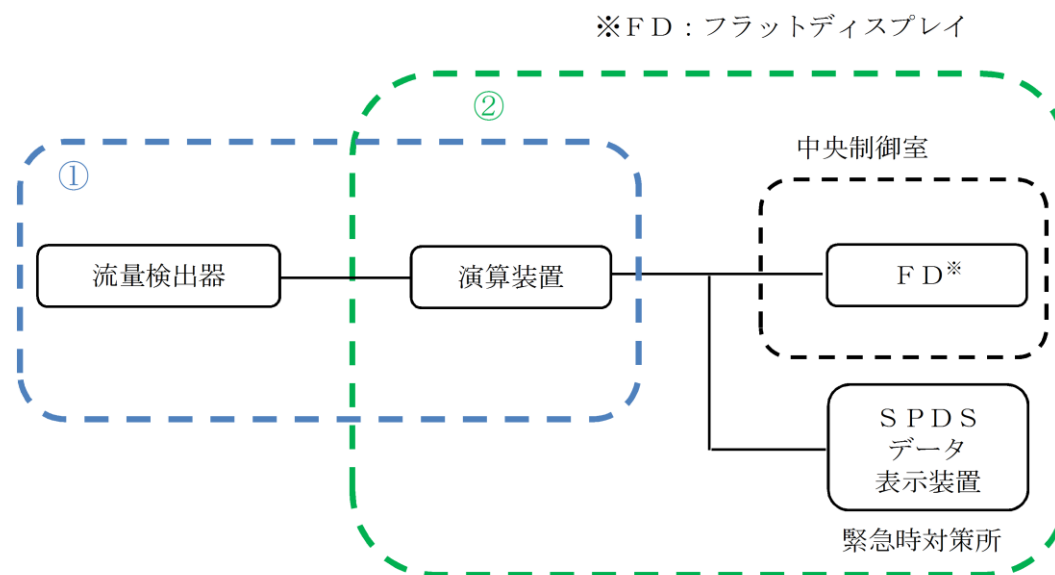 ※ＦＤ：フラットディスプレイ
②
中央制御室
①
流量検出器
演算装置
ＦＤ※
ＳＰＤＳ
データ
表示装置
緊急時対策所